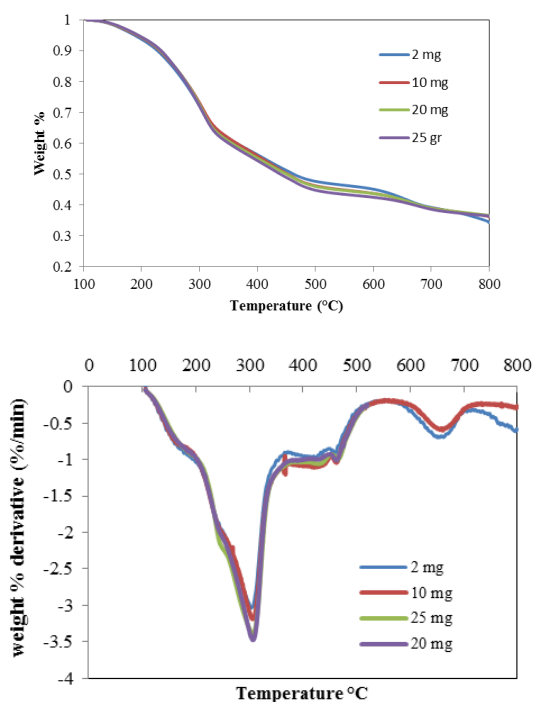 1
0.9
0.8
0.7
0.6
0.5
0.4
0.3
0.2
Weight %
2 mg
10 mg
20 mg
25 gr
100 200 300 400 500 600 700 800
Temperature (°C)
0 100 200 300 400 500 600 700 800
0
-0.5
-1
-1.5
-2
-2.5
-3
-3.5
-4
weight % derivative (%/min)
2 mg
10 mg
25 mg
20 mg
Temperature °C